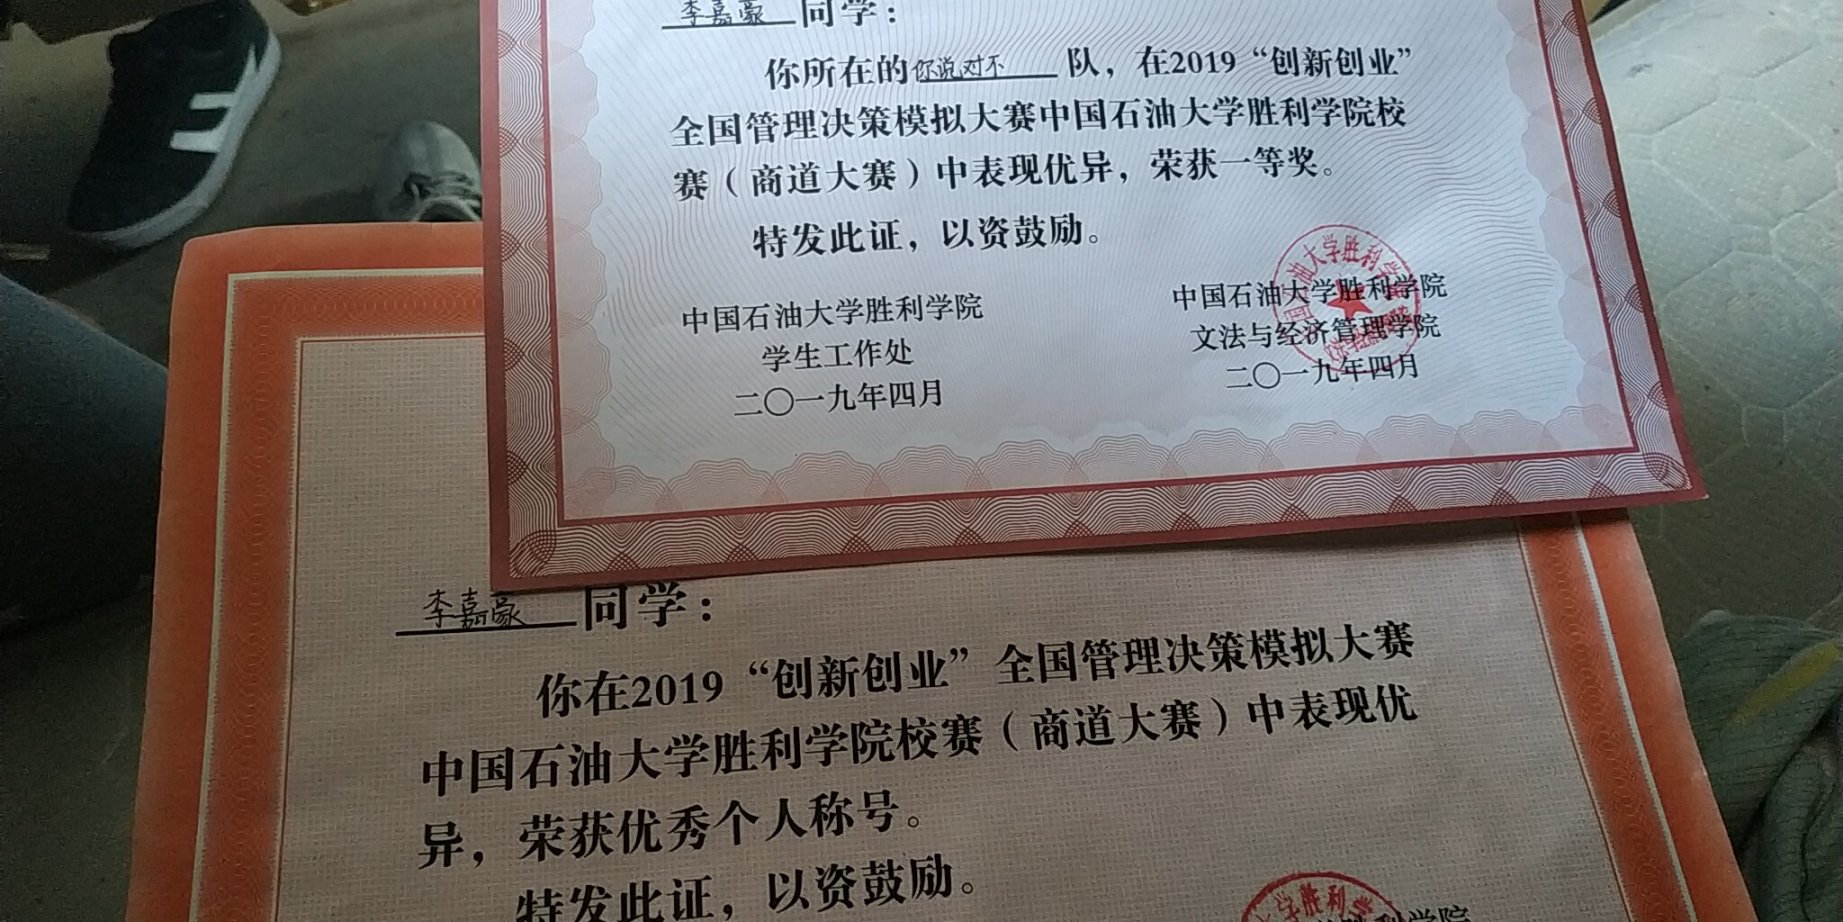 李嘉豪 同学：
你所在的 你说对不 队，在2019“创新创业”
全国管理决策模拟大赛中国石油大学胜利学院校
赛（商道大赛）中表现优异，荣获一等奖。
特发此证，以资鼓励。
中国石油大学胜利学院
学生工作处
二〇一九年四月
中国石油大学胜利学院
文法与经济管理学院
二〇一九年四月
李嘉豪 同学：
你在2019“创新创业”全国管理决策模拟大赛
中国石油大学胜利学院校赛（商道大赛）中表现优
异，荣获优秀个人称号。
特发此证，以资鼓励。